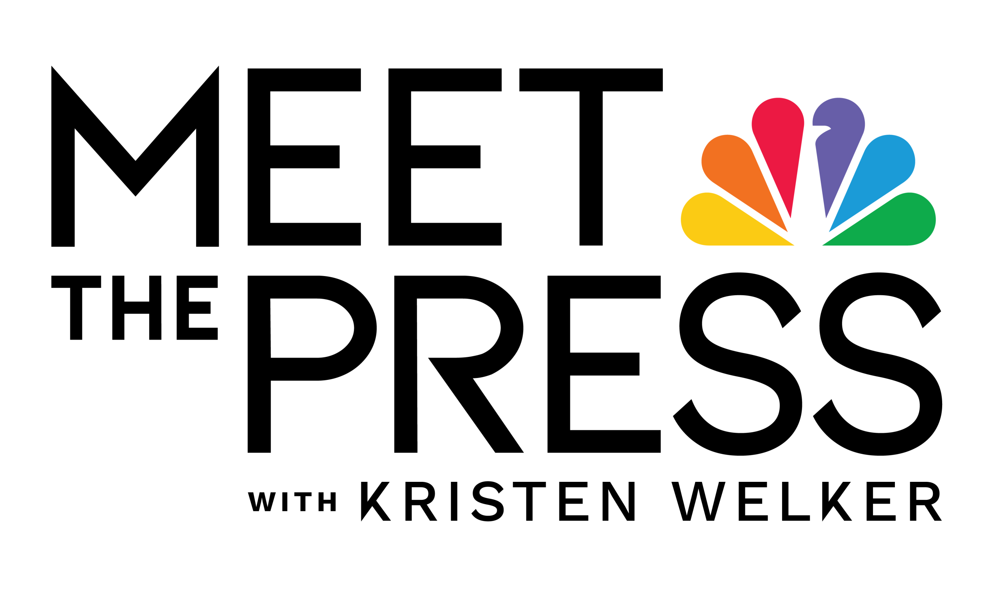 MEET
THE PRESS
WITH KRISTEN WELKER